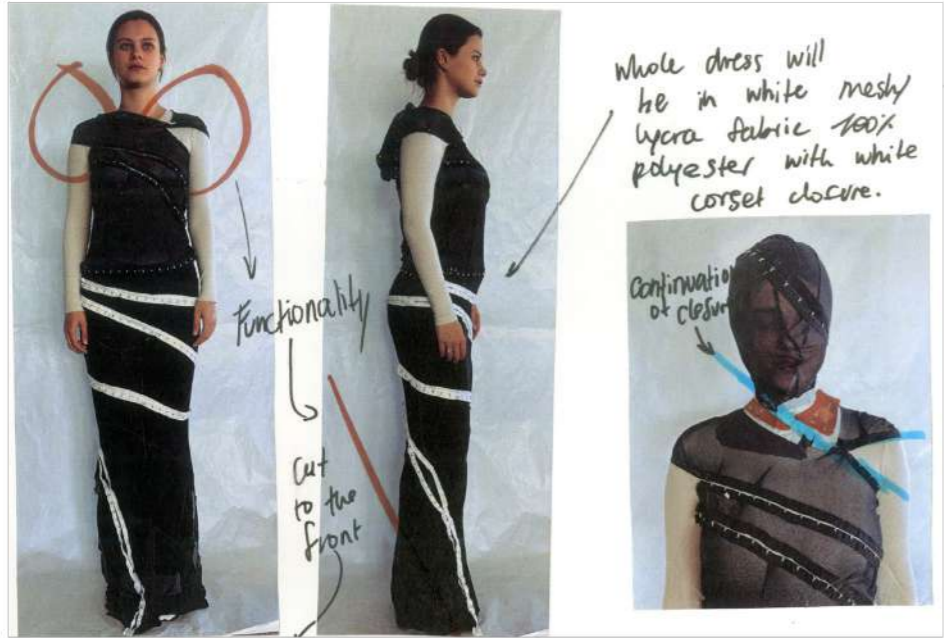 whole dress will
be in white meshy
lycra fabric 100%
polyester with white
corset closure.
Continuation
of closure
Functionality
cut
to the
front